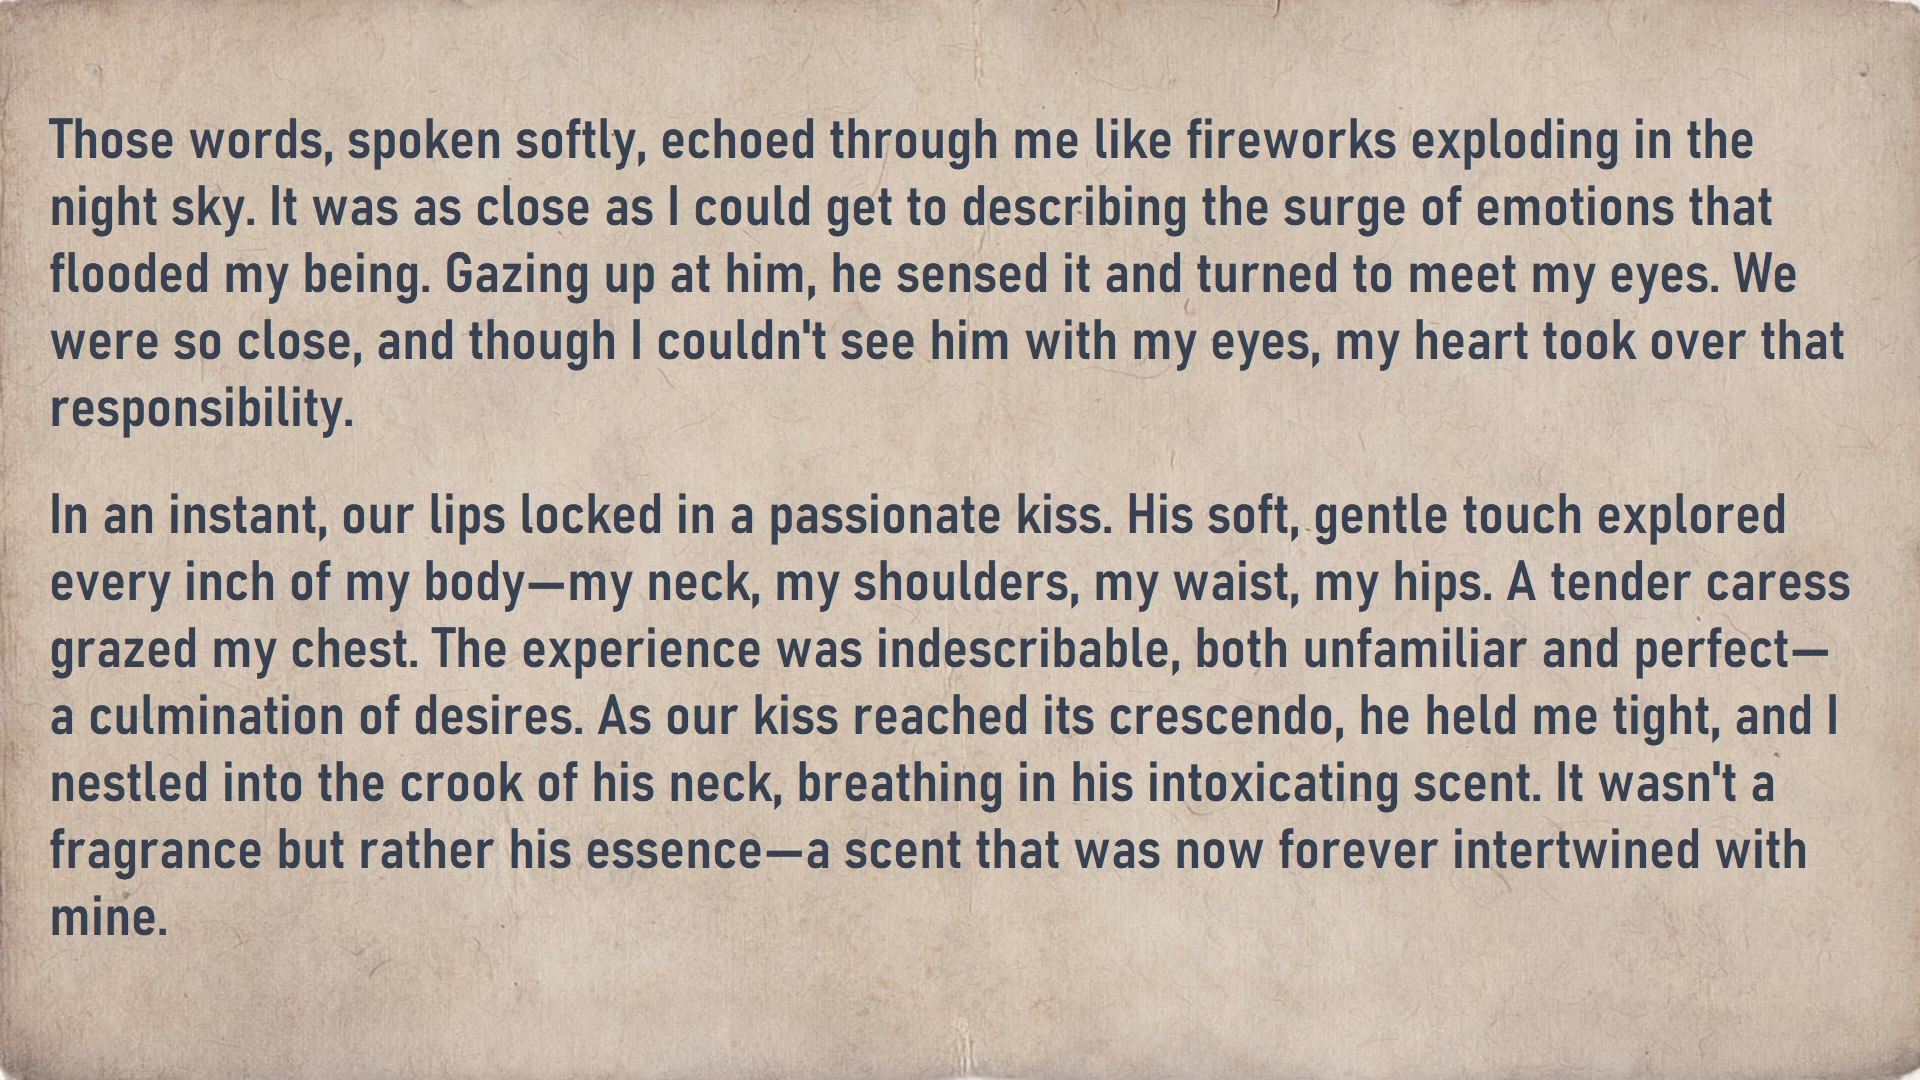 Those words, spoken softly, echoed through me like fireworks exploding in the
night sky. It was as close as I could get to describing the surge of emotions that
flooded my being. Gazing up at him, he sensed it and turned to meet my eyes. We
were so close, and though I couldn't see him with my eyes, my heart took over that
responsibility.
In an instant, our lips locked in a passionate kiss. His soft, gentle touch explored
every inch of my body—my neck, my shoulders, my waist, my hips. A tender caress
grazed my chest. The experience was indescribable, both unfamiliar and perfect—
a culmination of desires. As our kiss reached its crescendo, he held me tight, and I
nestled into the crook of his neck, breathing in his intoxicating scent. It wasn't a
fragrance but rather his essence—a scent that was now forever intertwined with
mine.